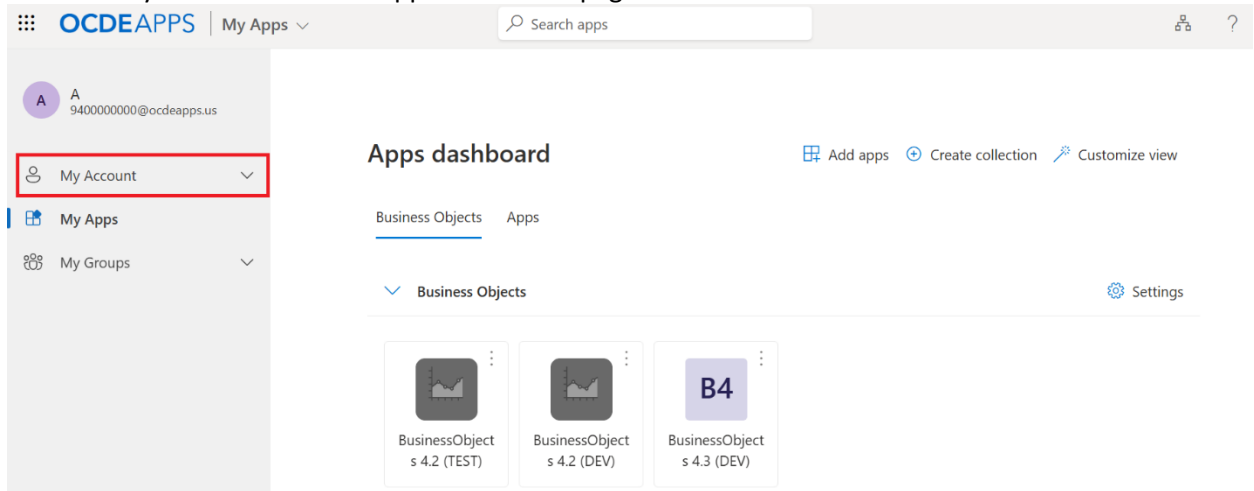 OCDEAPPS My Apps Search apps ?
A A
9400000000@ocdeapps.us
Apps dashboard Add apps Create collection Customize view
My Account
My Apps
Business Objects Apps
My Groups
Business Objects Settings
B4
BusinessObject
s 4.2 (TEST)
BusinessObject
s 4.2 (DEV)
BusinessObject
s 4.3 (DEV)